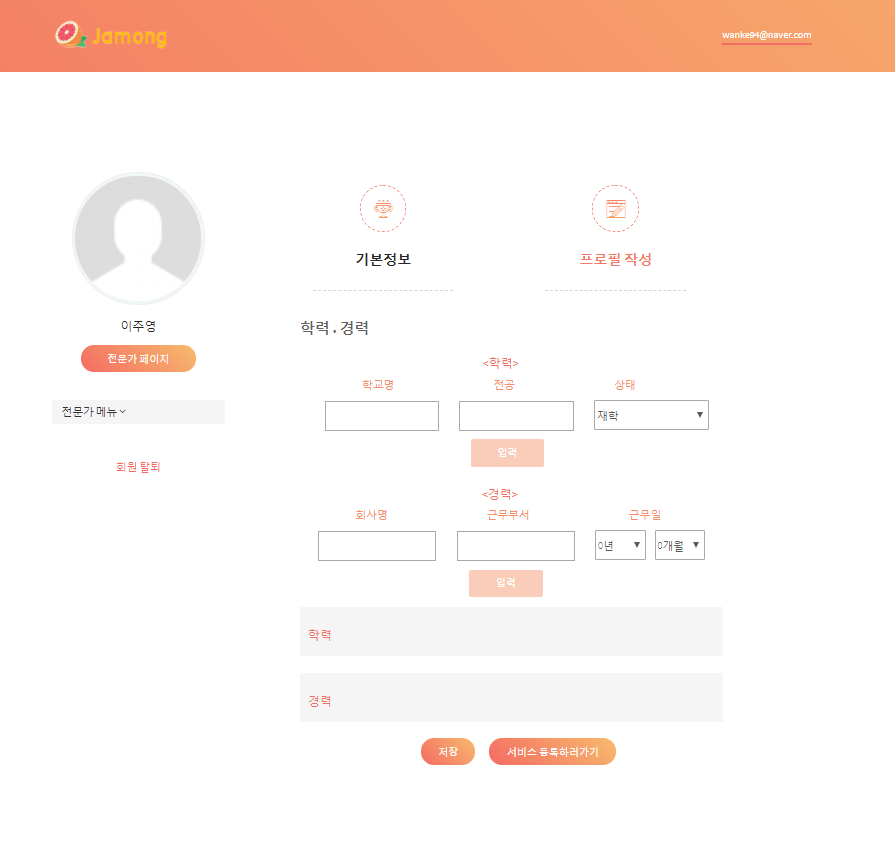 Jamong
wanke94@naver.com
이주영
전문가 페이지
전문가 메뉴
회원 탈퇴
기본정보
프로필 작성
학력 . 경력
<학력>
학교명 전공 상태
재학
입력
<경력>
회사명 근무부서 근무일
0년 0개월
입력
학력
경력
저장 서비스 등록하러가기